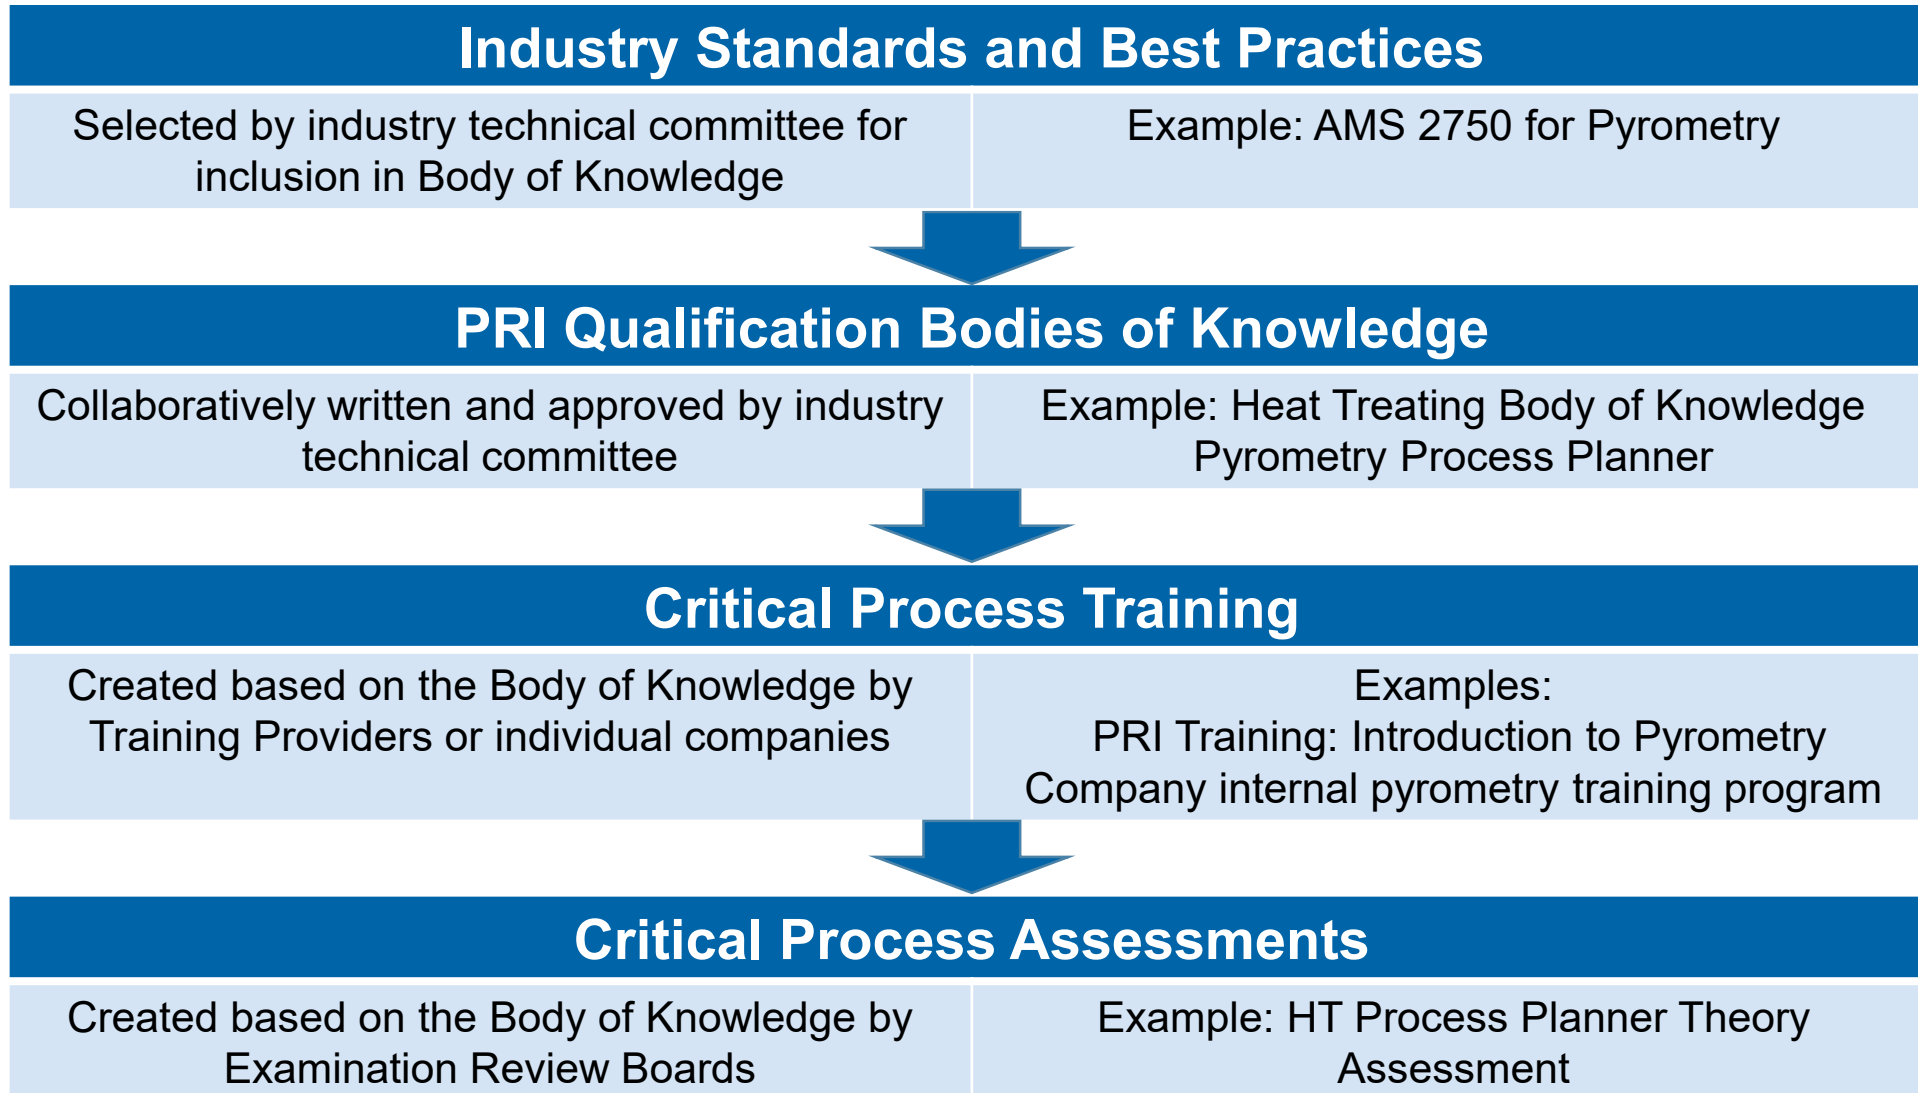 Industry Standards and Best Practices
Selected by industry technical committee for
inclusion in Body of Knowledge
Example: AMS 2750 for Pyrometry
PRI Qualification Bodies of Knowledge
Collaboratively written and approved by industry
technical committee
Example: Heat Treating Body of Knowledge
Pyrometry Process Planner
Critical Process Training
Created based on the Body of Knowledge by
Training Providers or individual companies
Examples:
PRI Training: Introduction to Pyrometry
Company internal pyrometry training program
Critical Process Assessments
Created based on the Body of Knowledge by
Examination Review Boards
Example: HT Process Planner Theory
Assessment